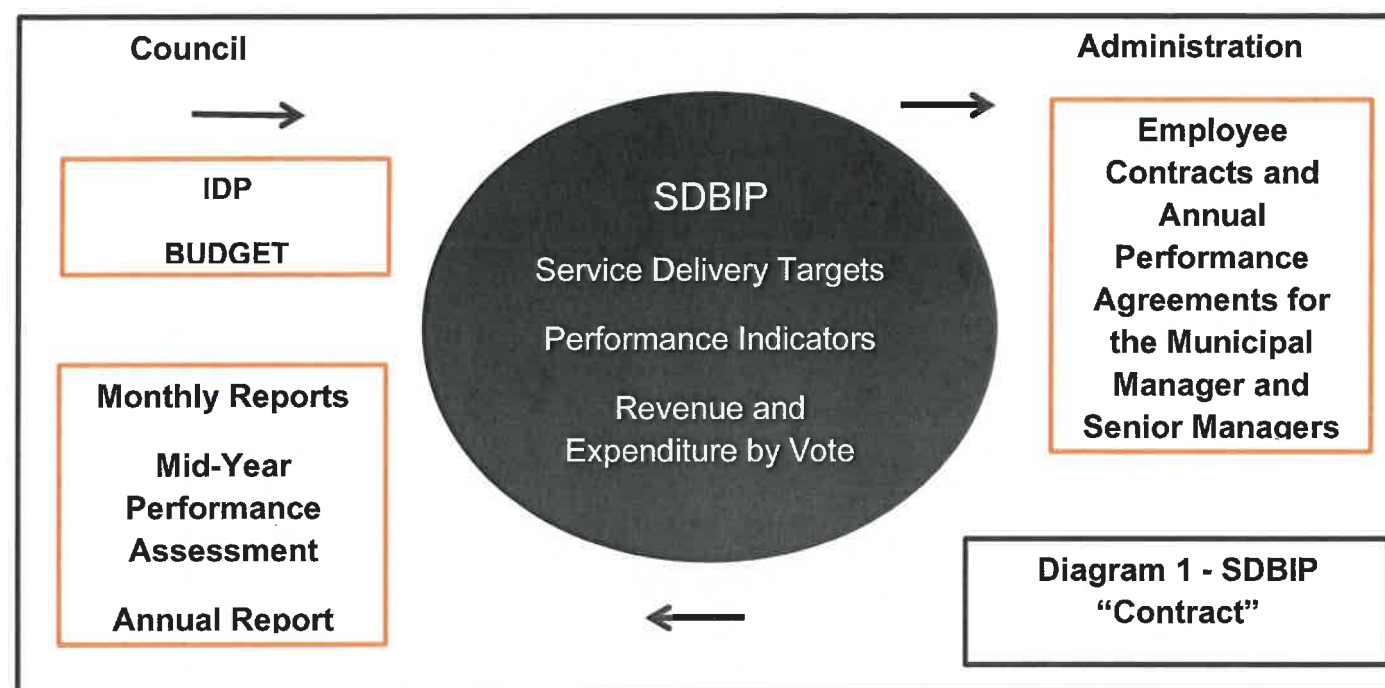 Council
IDP
BUDGET
Monthly Reports
Mid-Year
Performance
Assessment
Annual Report
SDBIP
Service Delivery Targets
Performance Indicators
Revenue and
Expenditure by Vote
Administration
Employee
Contracts and
Annual
Performance
Agreements for
the Municipal
Manager and
Senior Managers
Diagram 1 - SDBIP
“Contract”